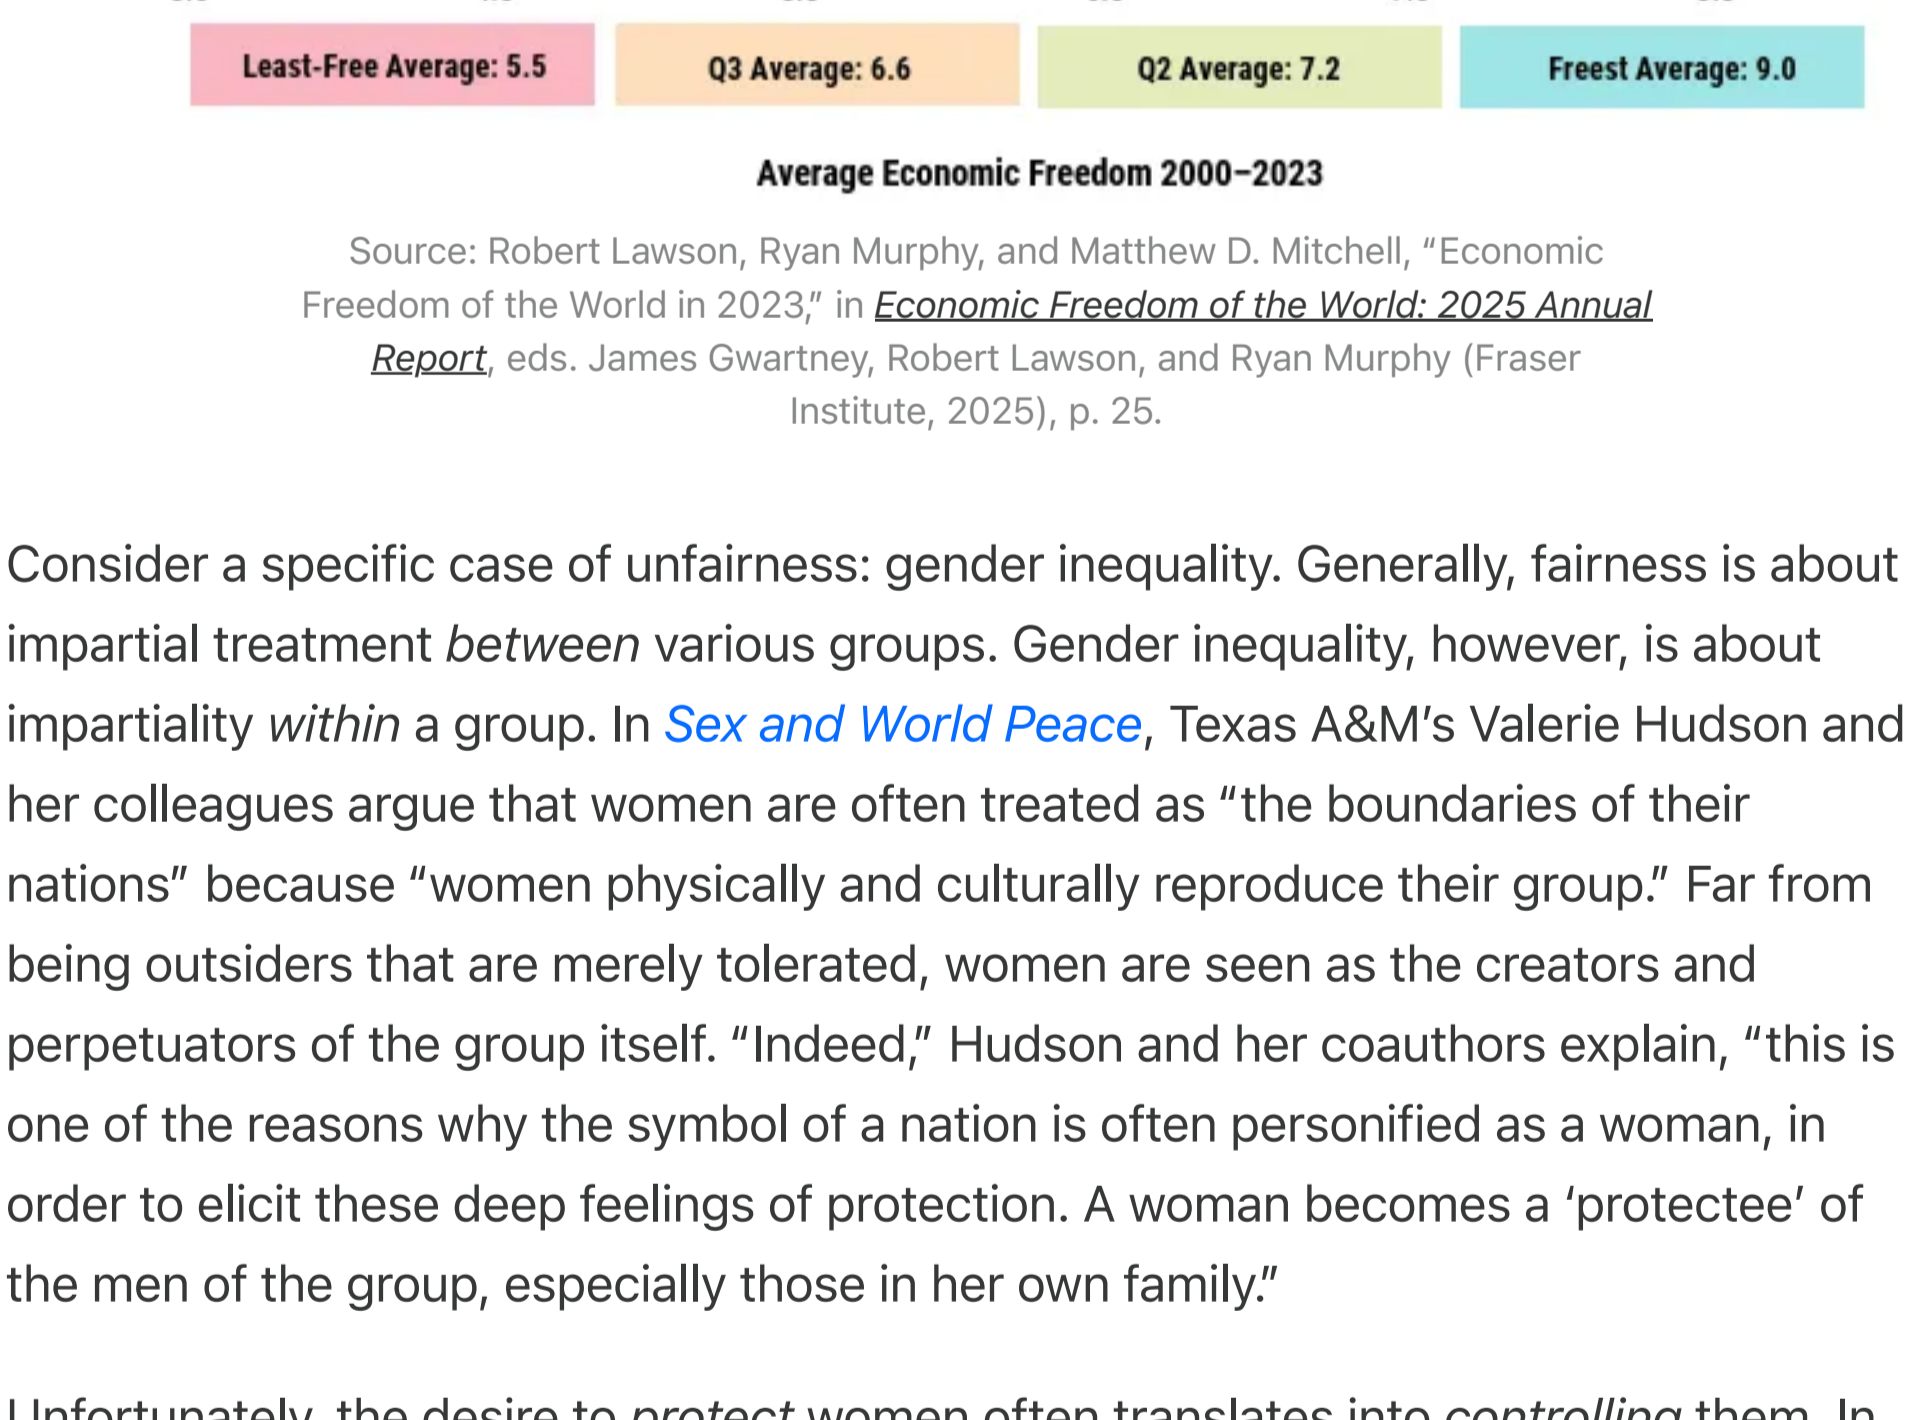 Least-Free Average: 5.5
Q3 Average: 6.6
Q2 Average: 7.2
Freest Average: 9.0
Average Economic Freedom 2000–2023
Source: Robert Lawson, Ryan Murphy, and Matthew D. Mitchell, “Economic
Freedom of the World in 2023,” in Economic Freedom of the World: 2025 Annual
Report, eds. James Gwartney, Robert Lawson, and Ryan Murphy (Fraser
Institute, 2025), p. 25.
Consider a specific case of unfairness: gender inequality. Generally, fairness is about
impartial treatment between various groups. Gender inequality, however, is about
impartiality within a group. In Sex and World Peace, Texas A&M’s Valerie Hudson and
her colleagues argue that women are often treated as “the boundaries of their
nations” because “women physically and culturally reproduce their group.” Far from
being outsiders that are merely tolerated, women are seen as the creators and
perpetuators of the group itself. “Indeed,” Hudson and her coauthors explain, “this is
one of the reasons why the symbol of a nation is often personified as a woman, in
order to elicit these deep feelings of protection. A woman becomes a ‘protectee’ of
the men of the group, especially those in her own family.”
Unfortunately, the desire to protect women often translates into controlling them. In